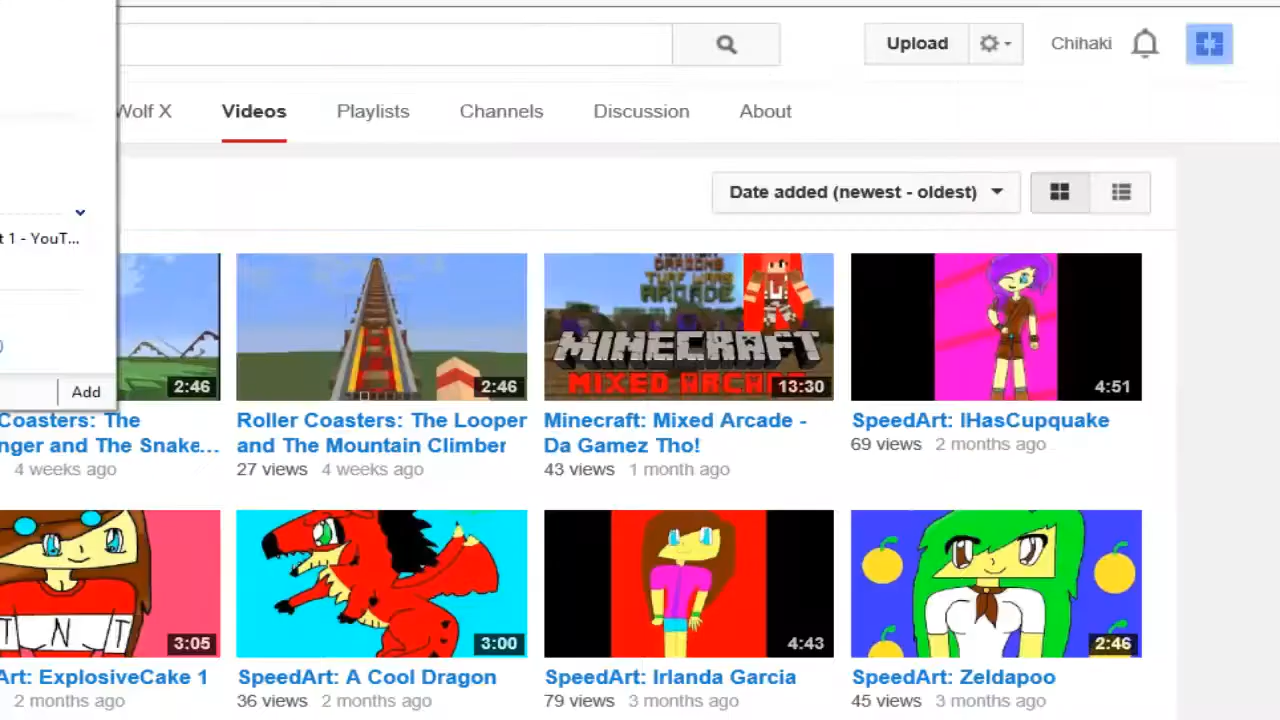 Upload
Chihaki
Wolf X
Videos
Playlists
Channels
Discussion
About
Date added (newest - oldest)
t 1 - YouT...
Add
2:46
2:46
MINECRAFT
MIXED ARCADE
ARCADE
13:30
4:51
Coasters: The
nger and The Snake...
4 weeks ago
Roller Coasters: The Looper
and The Mountain Climber
27 views 4 weeks ago
Minecraft: Mixed Arcade -
Da Gamez Tho!
43 views 1 month ago
SpeedArt: IHasCupquake
69 views 2 months ago
T N T
3:05
3:00
4:43
2:46
Art: ExplosiveCake 1
2 months ago
SpeedArt: A Cool Dragon
36 views 2 months ago
SpeedArt: Irlanda Garcia
79 views 3 months ago
SpeedArt: Zeldapoo
45 views 3 months ago